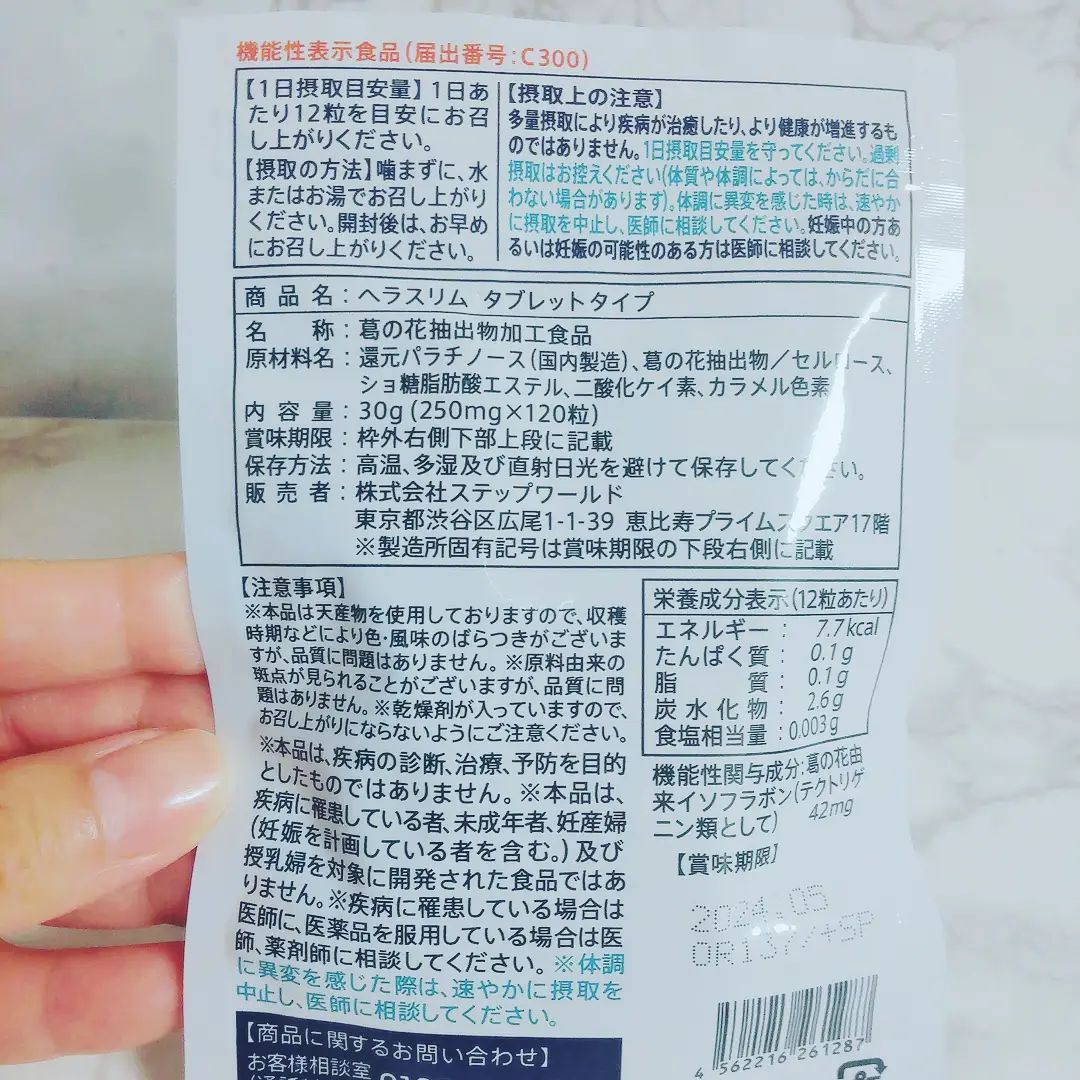 機能性表示食品(届出番号:C300)
【1日摂取目安量】1日あ
たり12粒を目安にお召
し上がりください。
【摂取の方法】噛まずに、水
またはお湯でお召し上がり
ください。開封後は、お早め
にお召し上がりください。
【摂取上の注意】
多量摂取により疾病が治癒したり、より健康が増進するも
のではありません。1日摂取目安量を守ってください。過剰
摂取はお控えください(体質や体調によっては、からだに合
わない場合があります)。体調に異変を感じた時は、速やか
に摂取を中止し、医師に相談してください。妊娠中の方あ
るいは妊娠の可能性のある方は医師に相談してください。
商品名:ヘラスリム タブレットタイプ
名称:葛の花抽出物加工食品
原材料名:還元パラチノース(国内製造)、葛の花抽出物/セルロース、
ショ糖脂肪酸エステル、二酸化ケイ素、カラメル色素
内容量:30g(250mg×120粒)
賞味期限:枠外右側下部上段に記載
保存方法:高温、多湿及び直射日光を避けて保存してください。
販売者:株式会社ステップワールド
東京都渋谷区広尾1-1-39 恵比寿プライムスクエア17階
※製造所固有記号は賞味期限の下段右側に記載
【注意事項】
※本品は天産物を使用しておりますので、収穫
時期などにより色・風味のばらつきがございま
すが、品質に問題はありません。※原料由来の
斑点が見られることがございますが、品質に問
題はありません。※乾燥剤が入っていますので、
お召し上がりにならないようにご注意ください。
※本品は、疾病の診断、治療、予防を目的
としたものではありません。※本品は、
疾病に罹患している者、未成年者、妊産婦
(妊娠を計画している者を含む。)及び
授乳婦を対象に開発された食品ではあ
りません。※疾病に罹患している場合は
医師に、医薬品を服用している場合は医
師、薬剤師に相談してください。※体調
に異変を感じた際は、速やかに摂取を
中止し、医師に相談してください。
栄養成分表示(12粒あたり)
エネルギー: 7.7kcal
たんぱく質: 0.1g
脂質: 0.1g
炭水化物: 2.6g
食塩相当量:0.003g
機能性関与成分:葛の花由
来イソフラボン(テクトリゲ
ニン類として) 42mg
【賞味期限】
2024.05
4 562216 261287
【商品に関するお問い合わせ】
お客様相談室